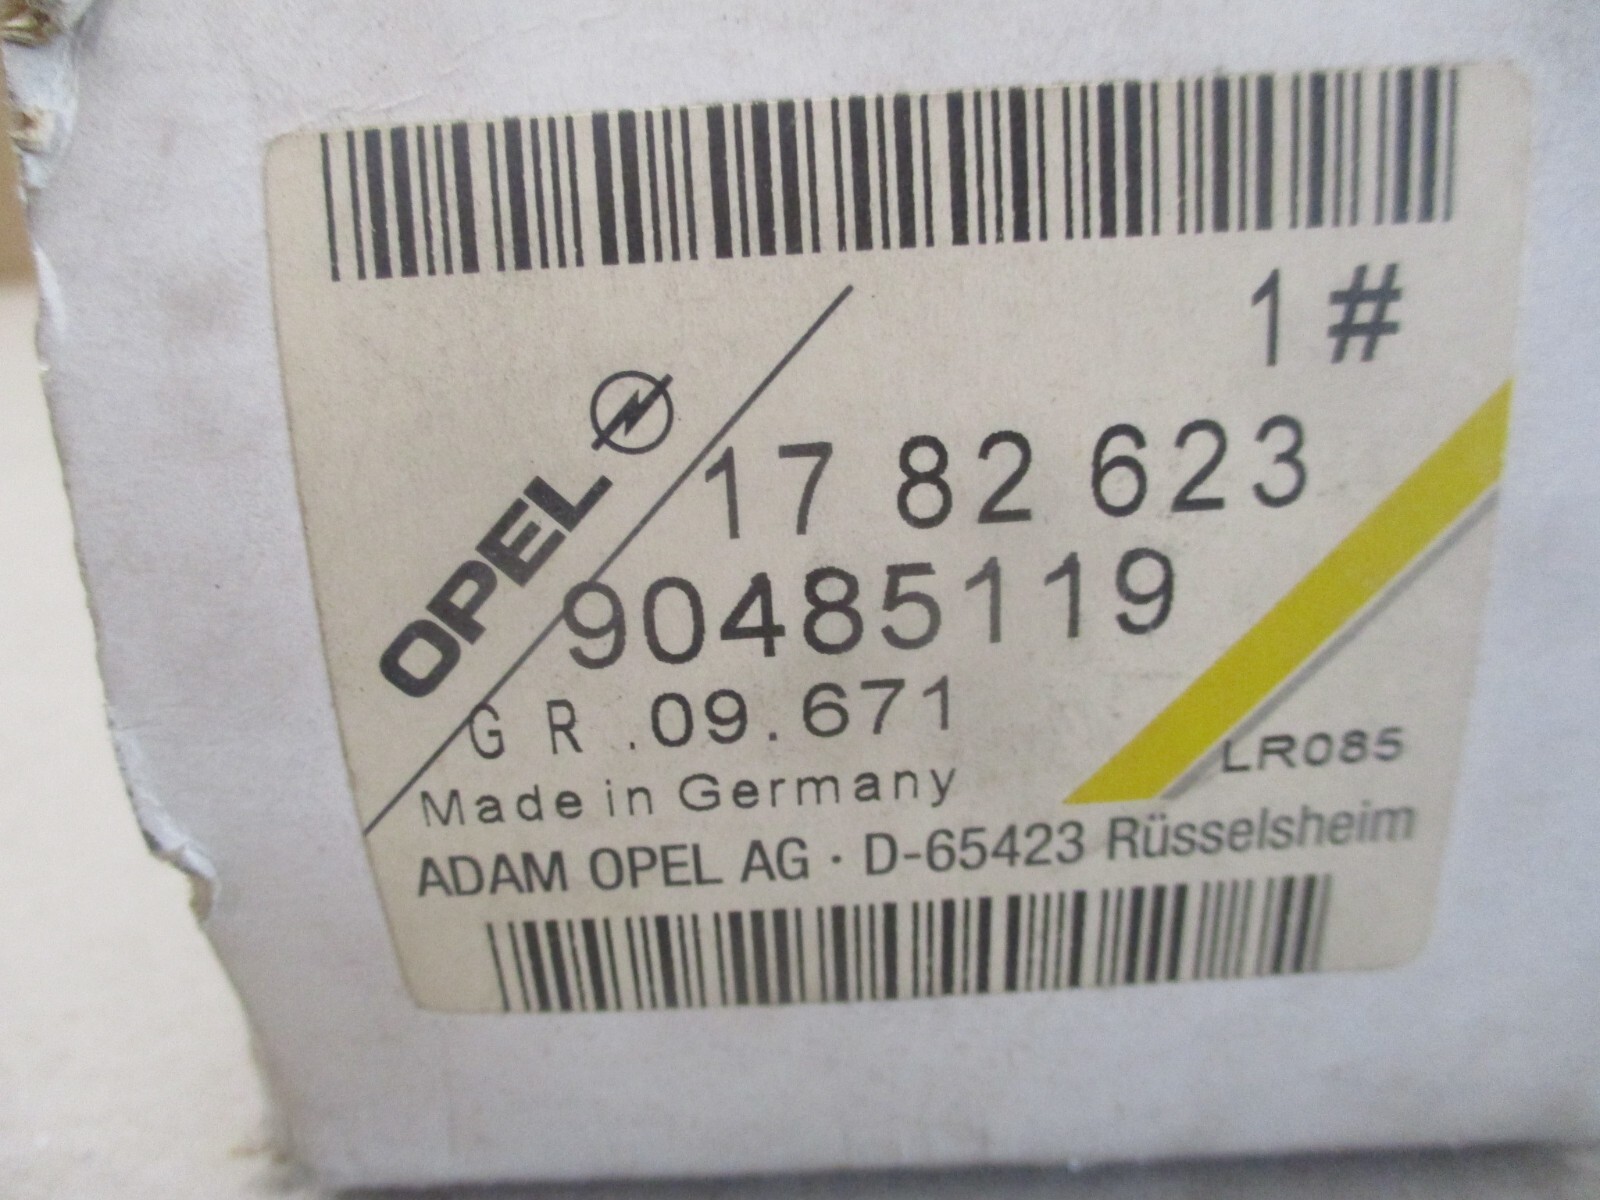 1 #
OPEL
17 82 623
90485119
G R .09.671
LR085
Made in Germany
ADAM OPEL AG · D-65423 Rüsselsheim